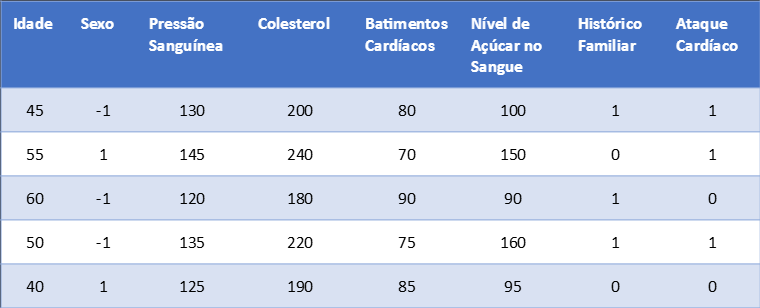 Idade Sexo Pressão Sanguínea Colesterol Batimentos Cardíacos Nível de Açúcar no Sangue Histórico Familiar Ataque Cardíaco
45 -1 130 200 80 100 1 1
55 1 145 240 70 150 0 1
60 -1 120 180 90 90 1 0
50 -1 135 220 75 160 1 1
40 1 125 190 85 95 0 0